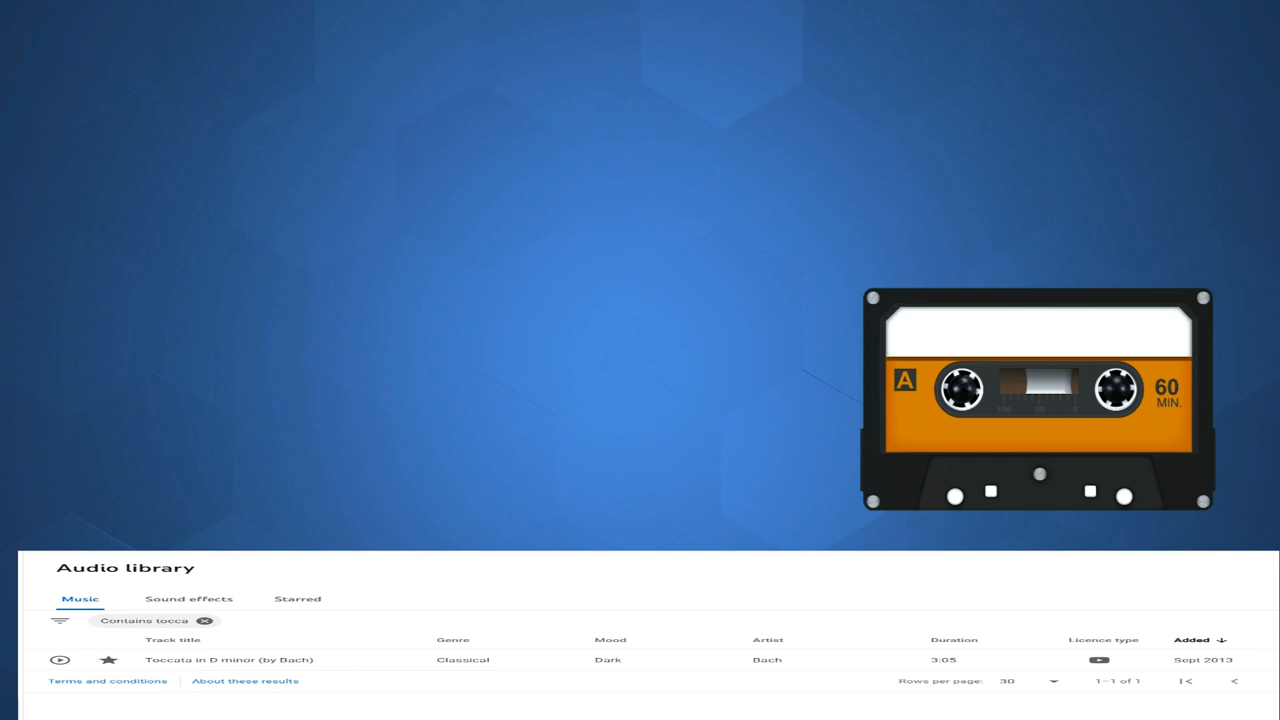 A
60
MIN.
100 50 0
Audio library
Music Sound effects Starred
Contains tocca
Track title Genre Mood Artist Duration Licence type Added
Toccata in D minor (by Bach) Classical Dark Bach 3:05 Sept 2013
Terms and conditions About these results Rows per page: 30 1–1 of 1